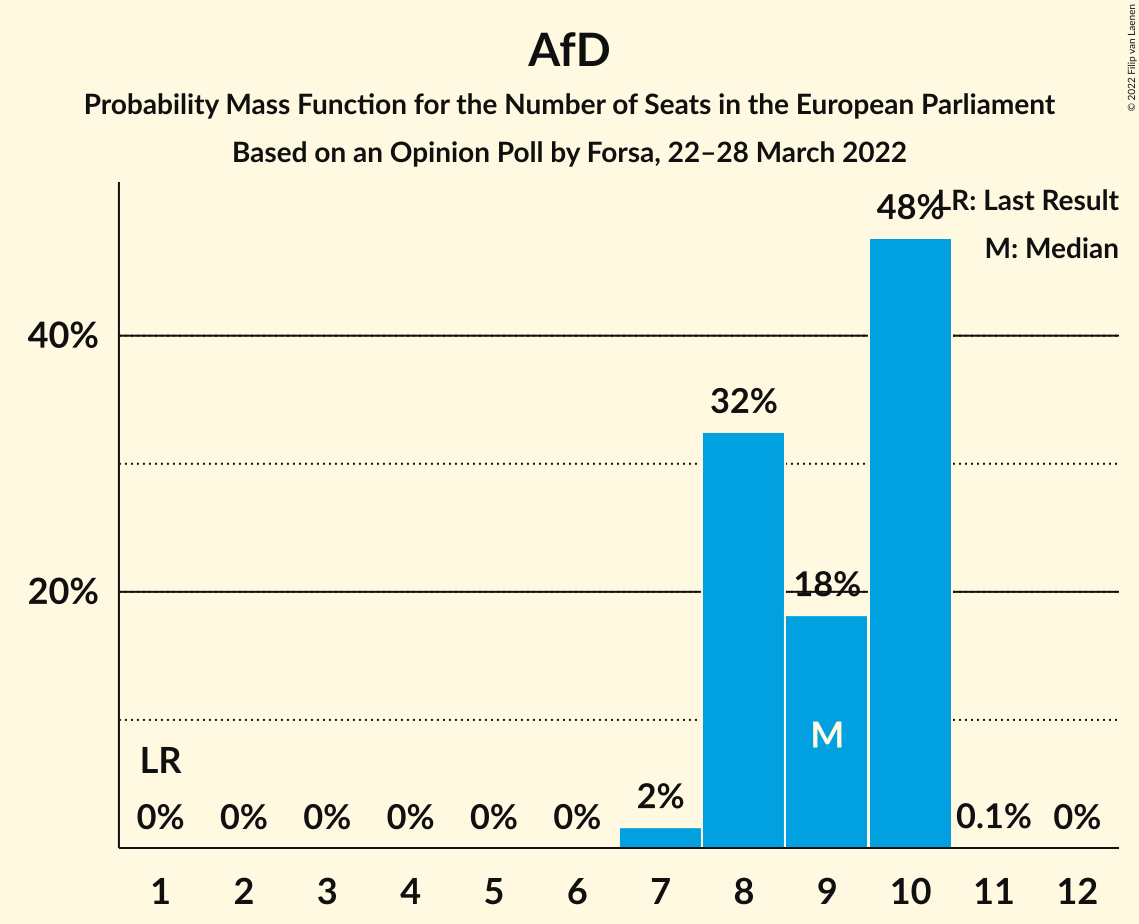 AfD
Probability Mass Function for the Number of Seats in the European Parliament
Based on an Opinion Poll by Forsa, 22–28 March 2022
© 2022 Filip van Laenen
LR: Last Result
M: Median
48%
40%
32%
20%
18%
M
LR
2%
0% 0% 0% 0% 0% 0% 0.1% 0%
1 2 3 4 5 6 7 8 9 10 11 12